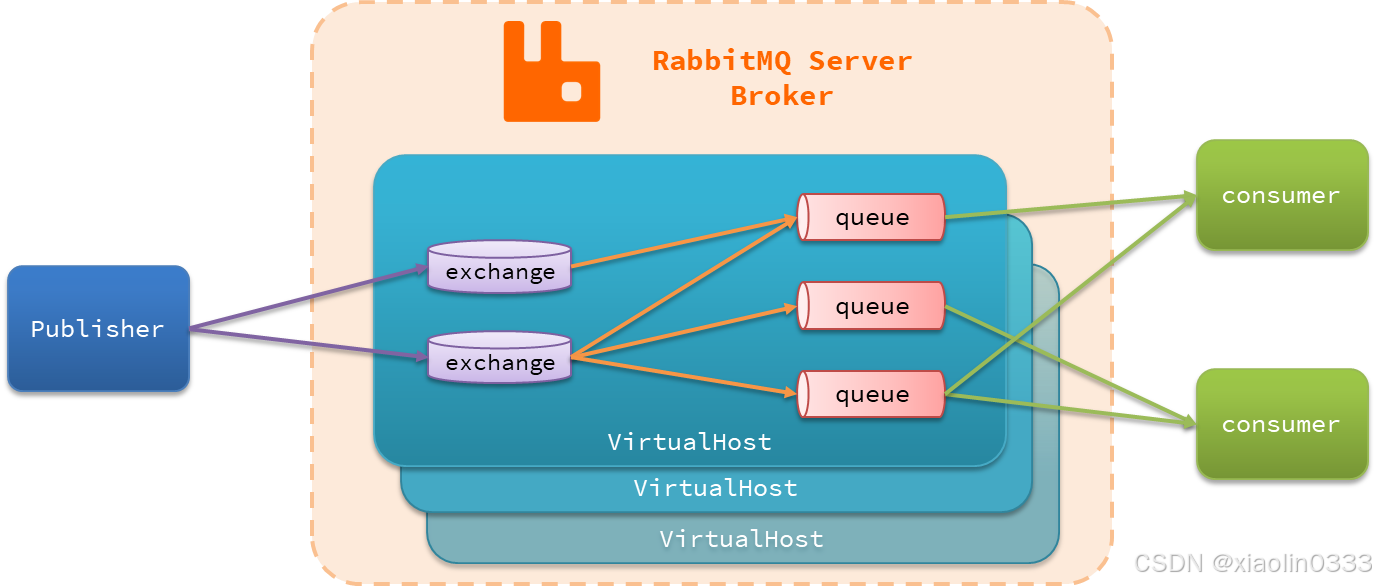 RabbitMQ Server
Broker
Publisher
exchange
exchange
queue
queue
queue
consumer
consumer
VirtualHost
VirtualHost
VirtualHost
CSDN @xiaolin0333